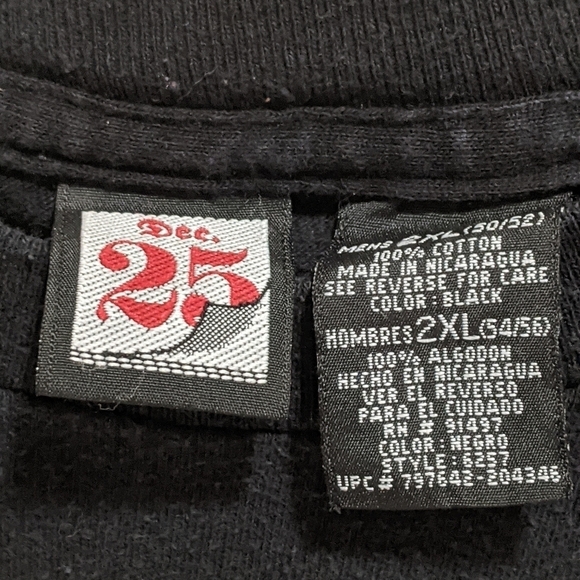 Dec.
25
MENS 2XL (50/52)
100% COTTON
MADE IN NICARAGUA
SEE REVERSE FOR CARE
COLOR: BLACK
HOMBRES 2XL(54/56)
100% ALGODON
HECHO EN NICARAGUA
VER EL REVERSO
PARA EL CUIDADO
RN # 91437
COLOR: NEGRO
STYLE: 3257
UPC # 797642-204346